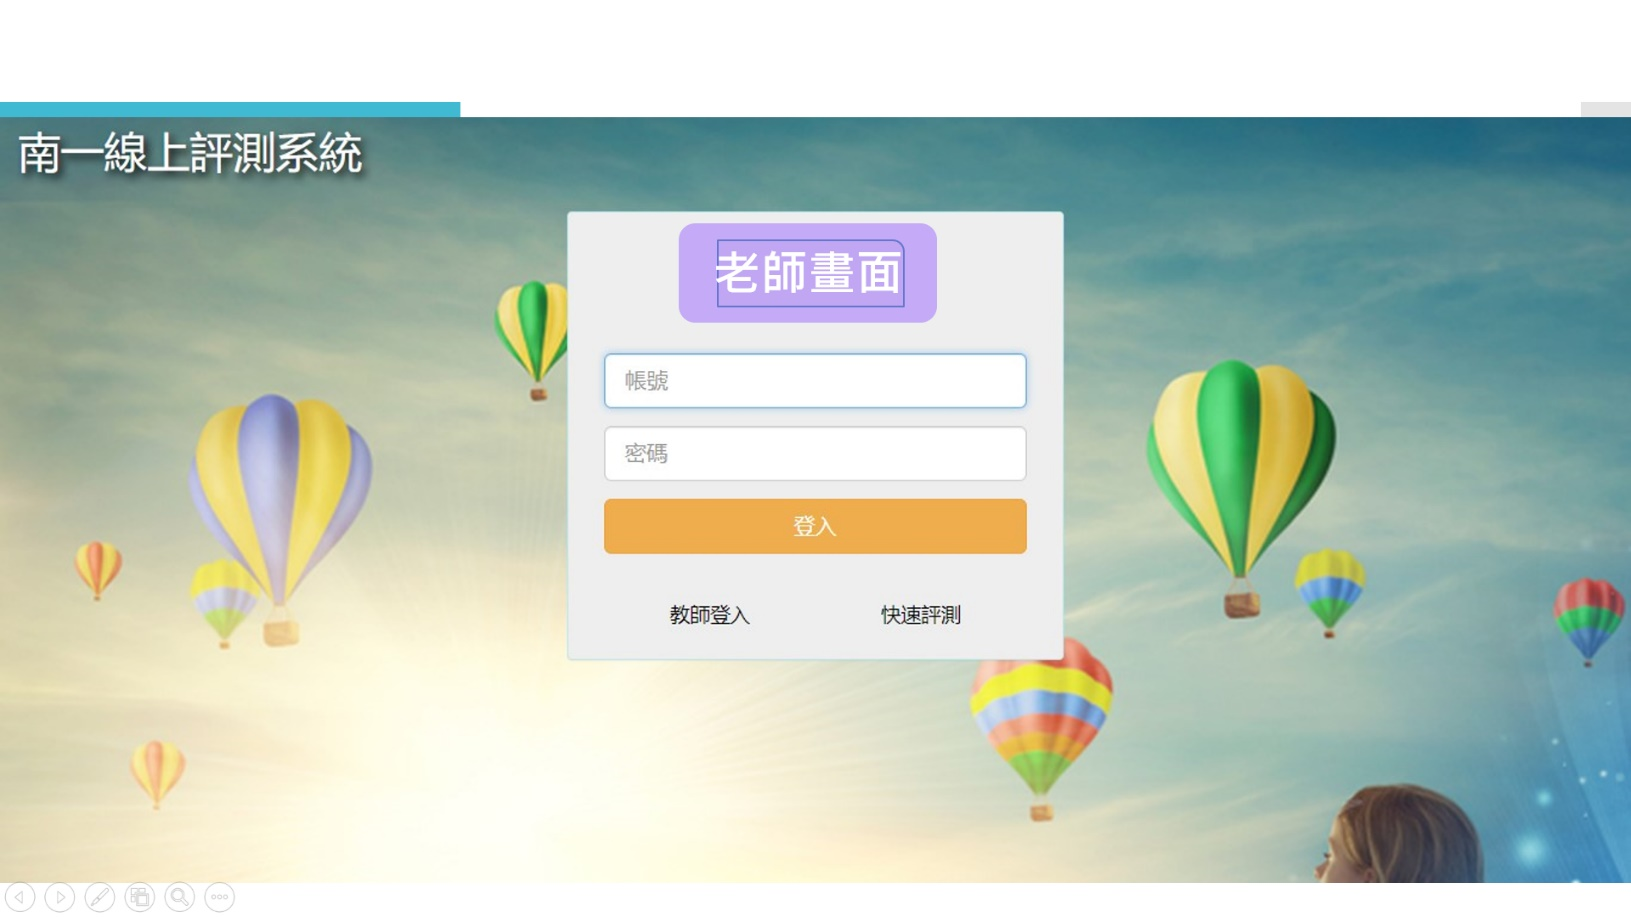 南一線上評測系統
老師畫面
帳號
密碼
登入
教師登入
快速評測